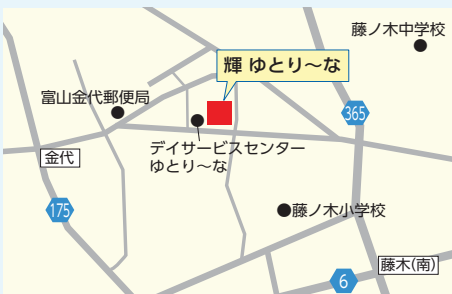 藤ノ木中学校
輝 ゆとり～な
富山金代郵便局
365
デイサービスセンター
ゆとり～な
金代
175
藤ノ木小学校
藤木(南)
6